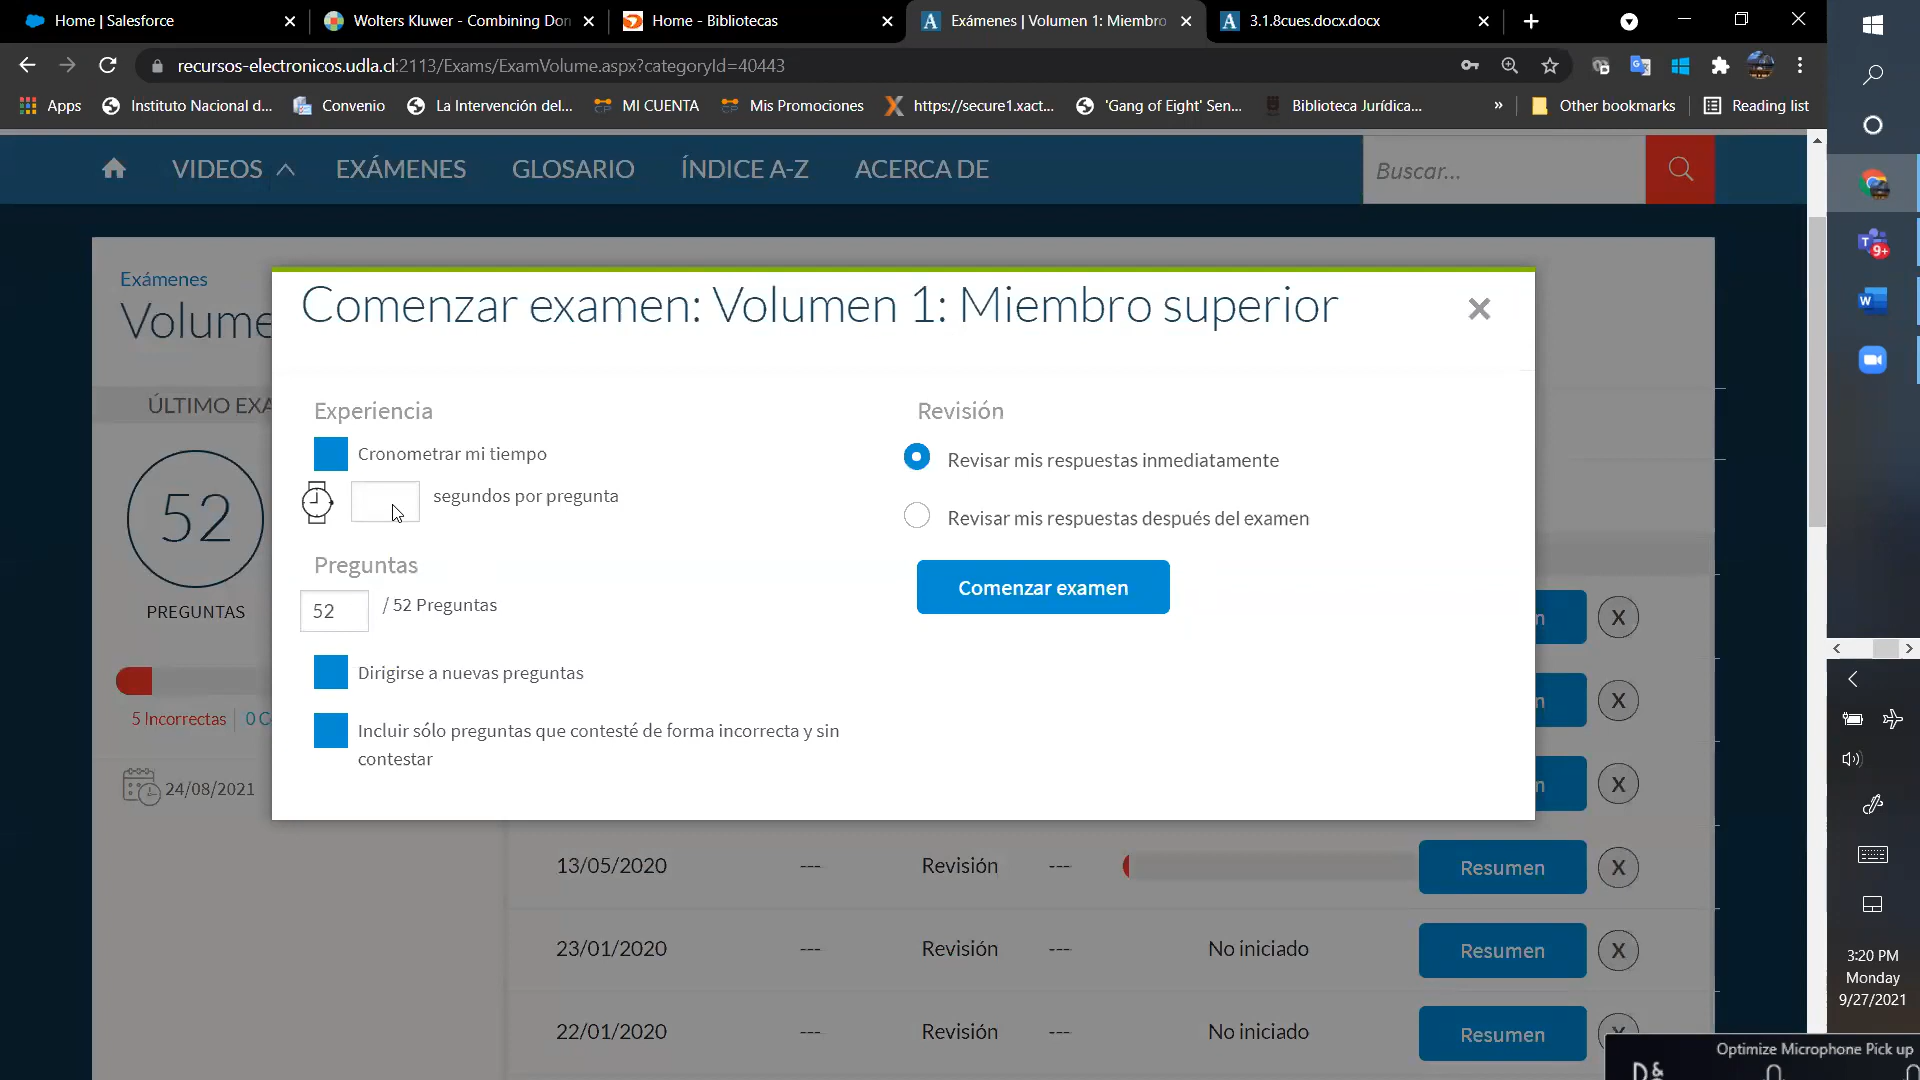 Home | Salesforce
Wolters Kluwer - Combining Don
Home - Bibliotecas
Exámenes | Volumen 1: Miembro
3.1.8cues.docx.docx
recursos-electronicos.udla.cl:2113/Exams/ExamVolume.aspx?categoryId=40443
Apps
Instituto Nacional d...
Convenio
La Intervención del...
MI CUENTA
Mis Promociones
https://secure1.xact...
'Gang of Eight' Sen...
Biblioteca Jurídica...
»
Other bookmarks
Reading list
VIDEOS
EXÁMENES
GLOSARIO
ÍNDICE A-Z
ACERCA DE
Buscar...
Exámenes
Volume
Comenzar examen: Volumen 1: Miembro superior
ÚLTIMO EXA
52
PREGUNTAS
5 Incorrectas
0 C
24/08/2021
Experiencia
Cronometrar mi tiempo
segundos por pregunta
Preguntas
52 / 52 Preguntas
Dirigirse a nuevas preguntas
Incluir sólo preguntas que contesté de forma incorrecta y sin
contestar
Revisión
Revisar mis respuestas inmediatamente
Revisar mis respuestas después del examen
Comenzar examen
n X
n X
n X
13/05/2020 --- Revisión --- Resumen X
23/01/2020 --- Revisión --- No iniciado Resumen X
22/01/2020 --- Revisión --- No iniciado Resumen X
9+
3:20 PM
Monday
9/27/2021
Optimize Microphone Pick up